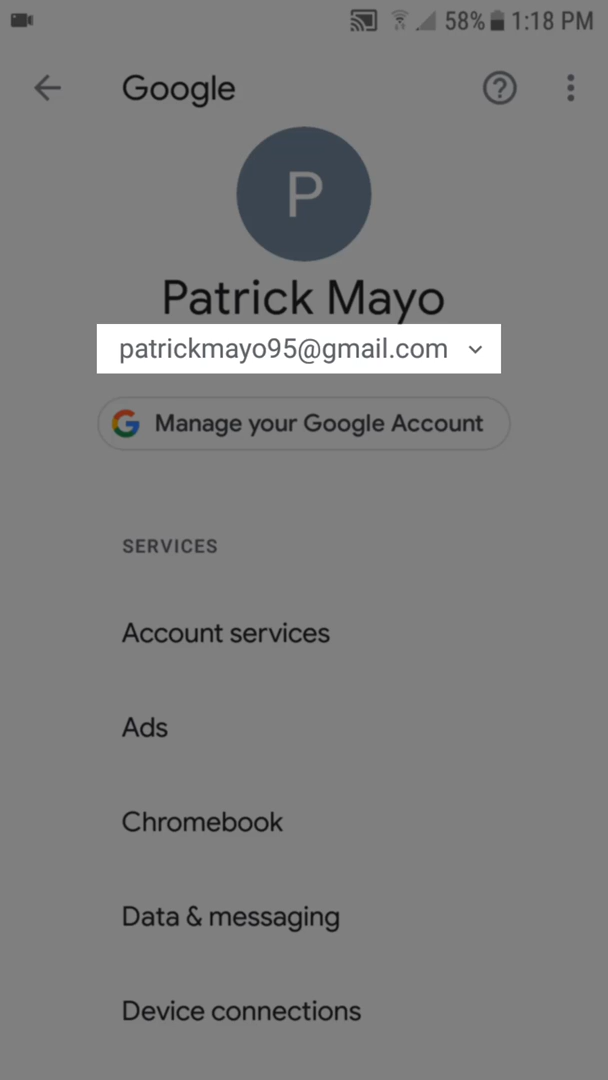 58% 1:18 PM
Google
P
Patrick Mayo
patrickmayo95@gmail.com
G Manage your Google Account
SERVICES
Account services
Ads
Chromebook
Data & messaging
Device connections